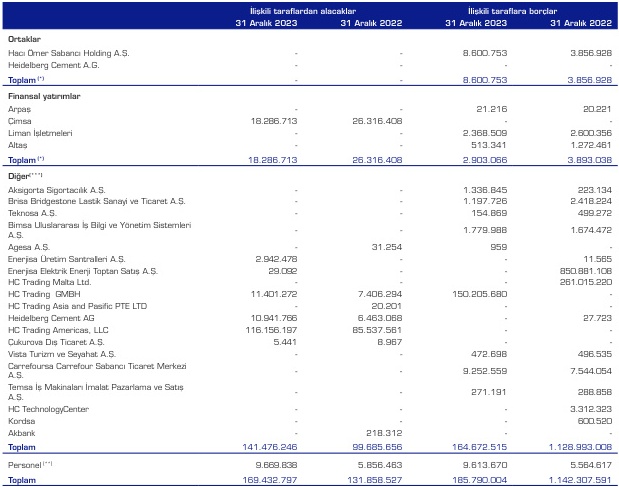 İlişkili taraflardan alacaklar İlişkili taraflara borçlar
31 Aralık 2023 31 Aralık 2022 31 Aralık 2023 31 Aralık 2022
Ortaklar
Hacı Ömer Sabancı Holding A.Ş. - - 8.600.753 3.856.928
Heidelberg Cement A.G. - - - -
Toplam (*) - - 8.600.753 3.856.928
Finansal yatırımlar
Arpaş - - 21.216 20.221
Çimsa 18.286.713 26.316.408 - -
Liman İşletmeleri - - 2.368.509 2.600.356
Altaş - - 513.341 1.272.461
Toplam (*) 18.286.713 26.316.408 2.903.066 3.893.038
Diğer(***)
Aksigorta Sigortacılık A.Ş. - - 1.336.845 223.134
Brisa Bridgestone Lastik Sanayi ve Ticaret A.Ş. - - 1.197.726 2.418.224
Teknosa A.Ş. - - 154.869 499.272
Bimsa Uluslararası İş Bilgi ve Yönetim Sistemleri
A.Ş. - - 1.779.988 1.674.472
Agesa A.Ş. - 31.254 959 -
Enerjisa Üretim Santralleri A.Ş. 2.942.478 - - 11.565
Enerjisa Elektrik Enerji Toptan Satış A.Ş. 29.092 - - 850.881.108
HC Trading Malta Ltd. - - - 261.015.220
HC Trading GMBH 11.401.272 7.406.294 150.205.680 -
HC Trading Asia and Pasific PTE LTD - 20.201 - -
Heidelberg Cement AG 10.941.766 6.463.068 - 27.723
HC Trading Americas, LLC 116.156.197 85.537.561 - -
Çukurova Dış Ticaret A.Ş. 5.441 8.967 - -
Vista Turizm ve Seyahat A.Ş. - - 472.698 496.535
Carrefoursa Carrefour Sabancı Ticaret Merkezi
A.Ş. - - 9.252.559 7.544.054
Temsa İş Makinaları İmalat Pazarlama ve Satış
A.Ş. - - 271.191 288.858
HC TechnologyCenter - - - 3.312.323
Kordsa - - - 600.520
Akbank - 218.312 - -
Toplam 141.476.246 99.685.656 164.672.515 1.128.993.008
Personel (**) 9.669.838 5.856.463 9.613.670 5.564.617
Toplam 169.432.797 131.858.527 185.790.004 1.142.307.591